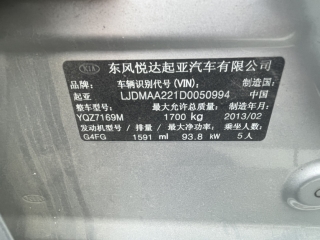 KIA 东风悦达起亚汽车有限公司
品牌: 车辆识别代号(VIN): 制造国:
起亚 LJDMAA221D0050994 中国
整车型号: 最大允许总质量: 制造年月:
YQZ7169M 1700 kg 2013/02
发动机型号 / 排量 / 最大净功率: 乘坐人数:
G4FG 1591 ml 93.8 kW 5人